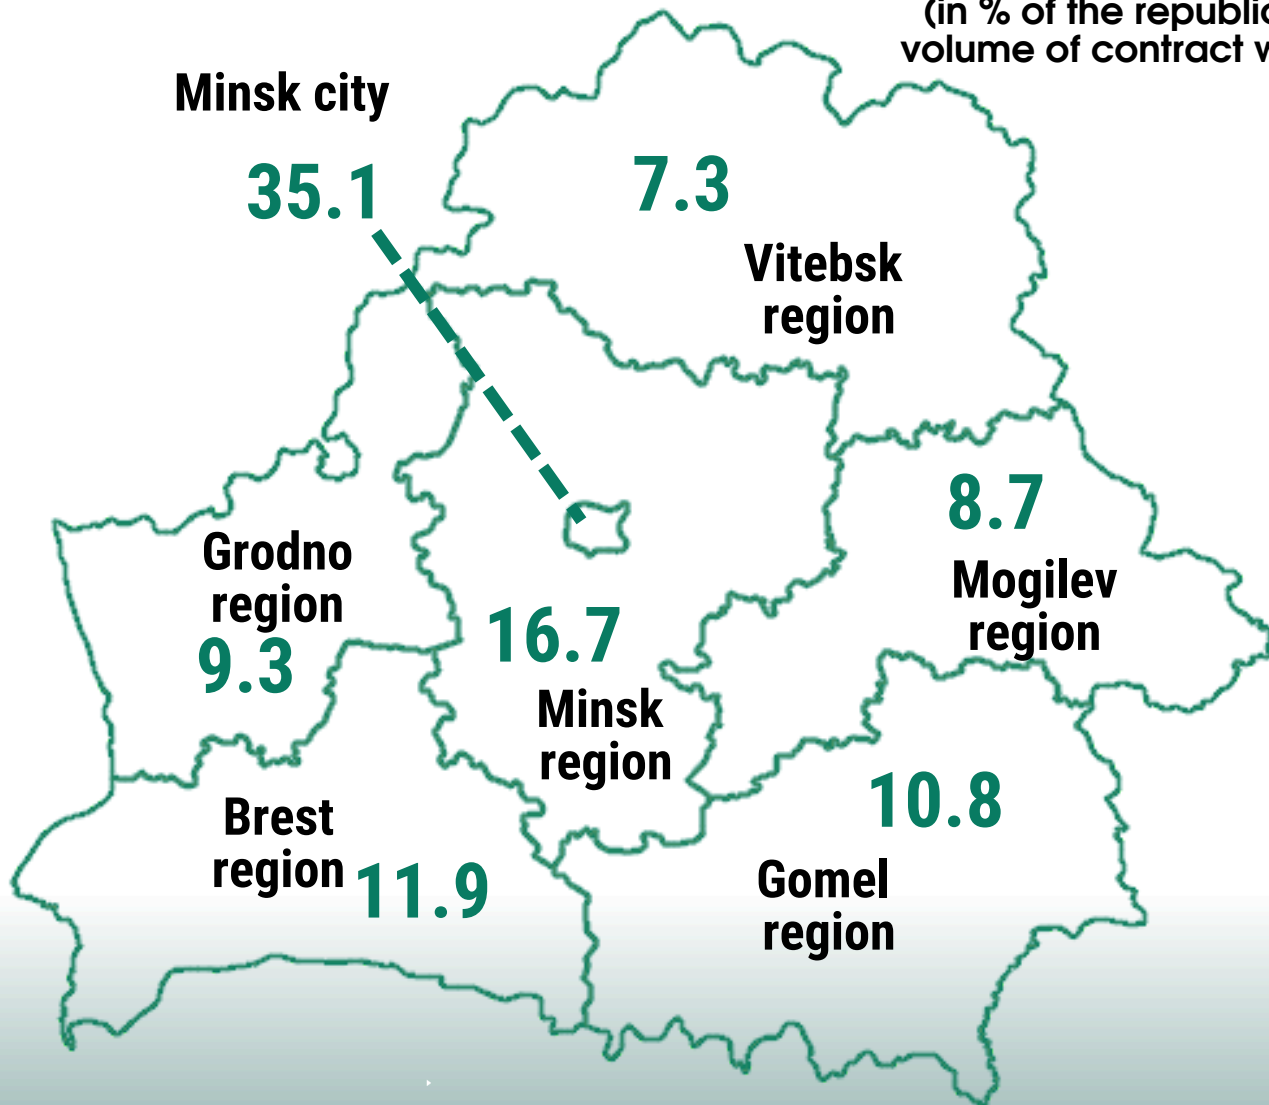 (in % of the republic
volume of contract w
Minsk city
35.1
7.3
Vitebsk
region
8.7
Mogilev
region
Grodno
region
9.3
16.7
Minsk
region
10.8
Gomel
region
Brest
region
11.9